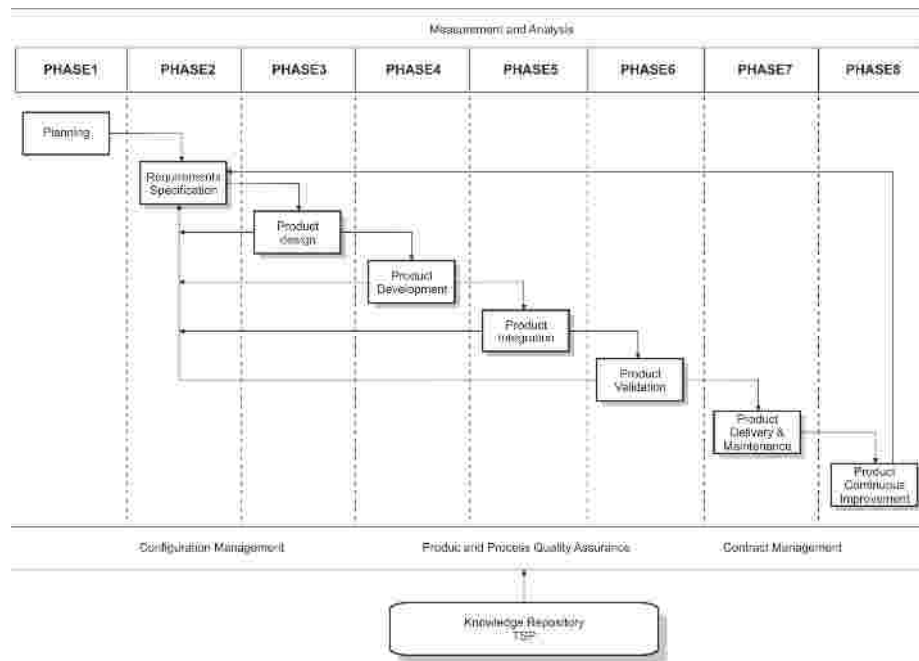 Measurement and Analysis
PHASE1
PHASE2
PHASE3
PHASE4
PHASE5
PHASE6
PHASE7
PHASE8
Planning
Requirements
Specification
Product
design
Product
Development
Product
Integration
Product
Validation
Product
Delivery &
Maintenance
Product
Continuous
Improvement
Configuration Management
Produc and Process Quality Assurance
Contract Management
Knowledge Repository
TSP